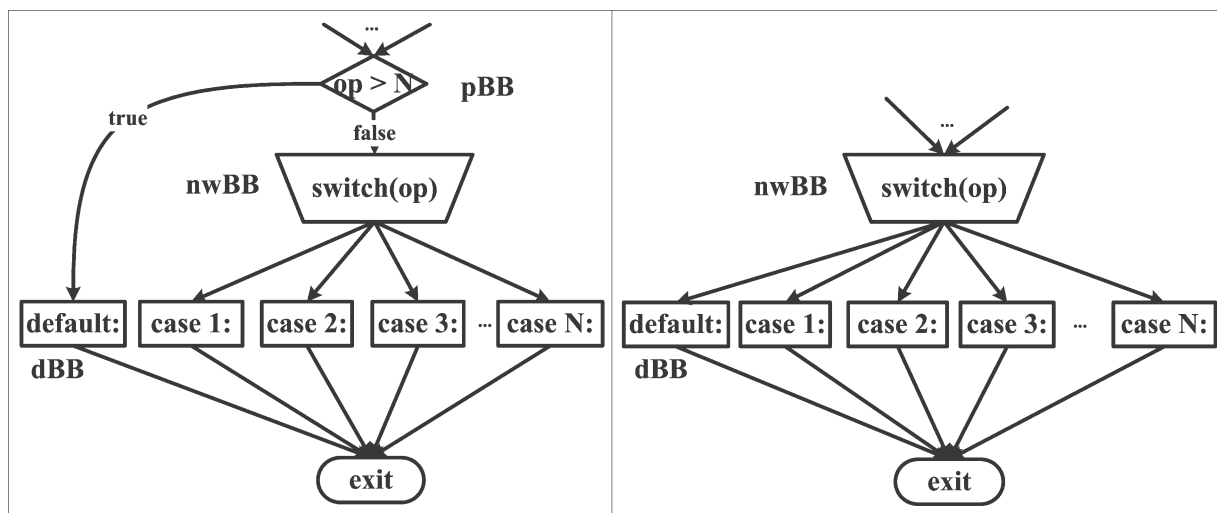 ...
op > N
pBB
true
false
nwBB
switch(op)
default:
case 1:
case 2:
case 3:
...
case N:
dBB
exit
...
nwBB
switch(op)
default:
case 1:
case 2:
case 3:
...
case N:
dBB
exit